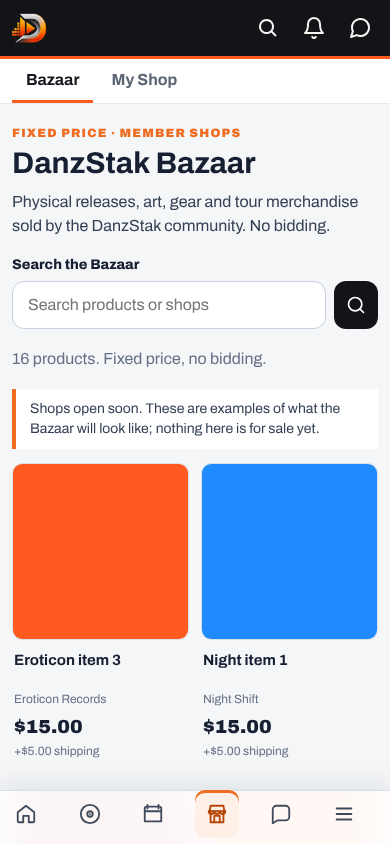 Bazaar
My Shop
FIXED PRICE · MEMBER SHOPS
DanzStak Bazaar
Physical releases, art, gear and tour merchandise
sold by the DanzStak community. No bidding.
Search the Bazaar
Search products or shops
16 products. Fixed price, no bidding.
Shops open soon. These are examples of what the
Bazaar will look like; nothing here is for sale yet.
Eroticon item 3
Eroticon Records
$15.00
+$5.00 shipping
Night item 1
Night Shift
$15.00
+$5.00 shipping